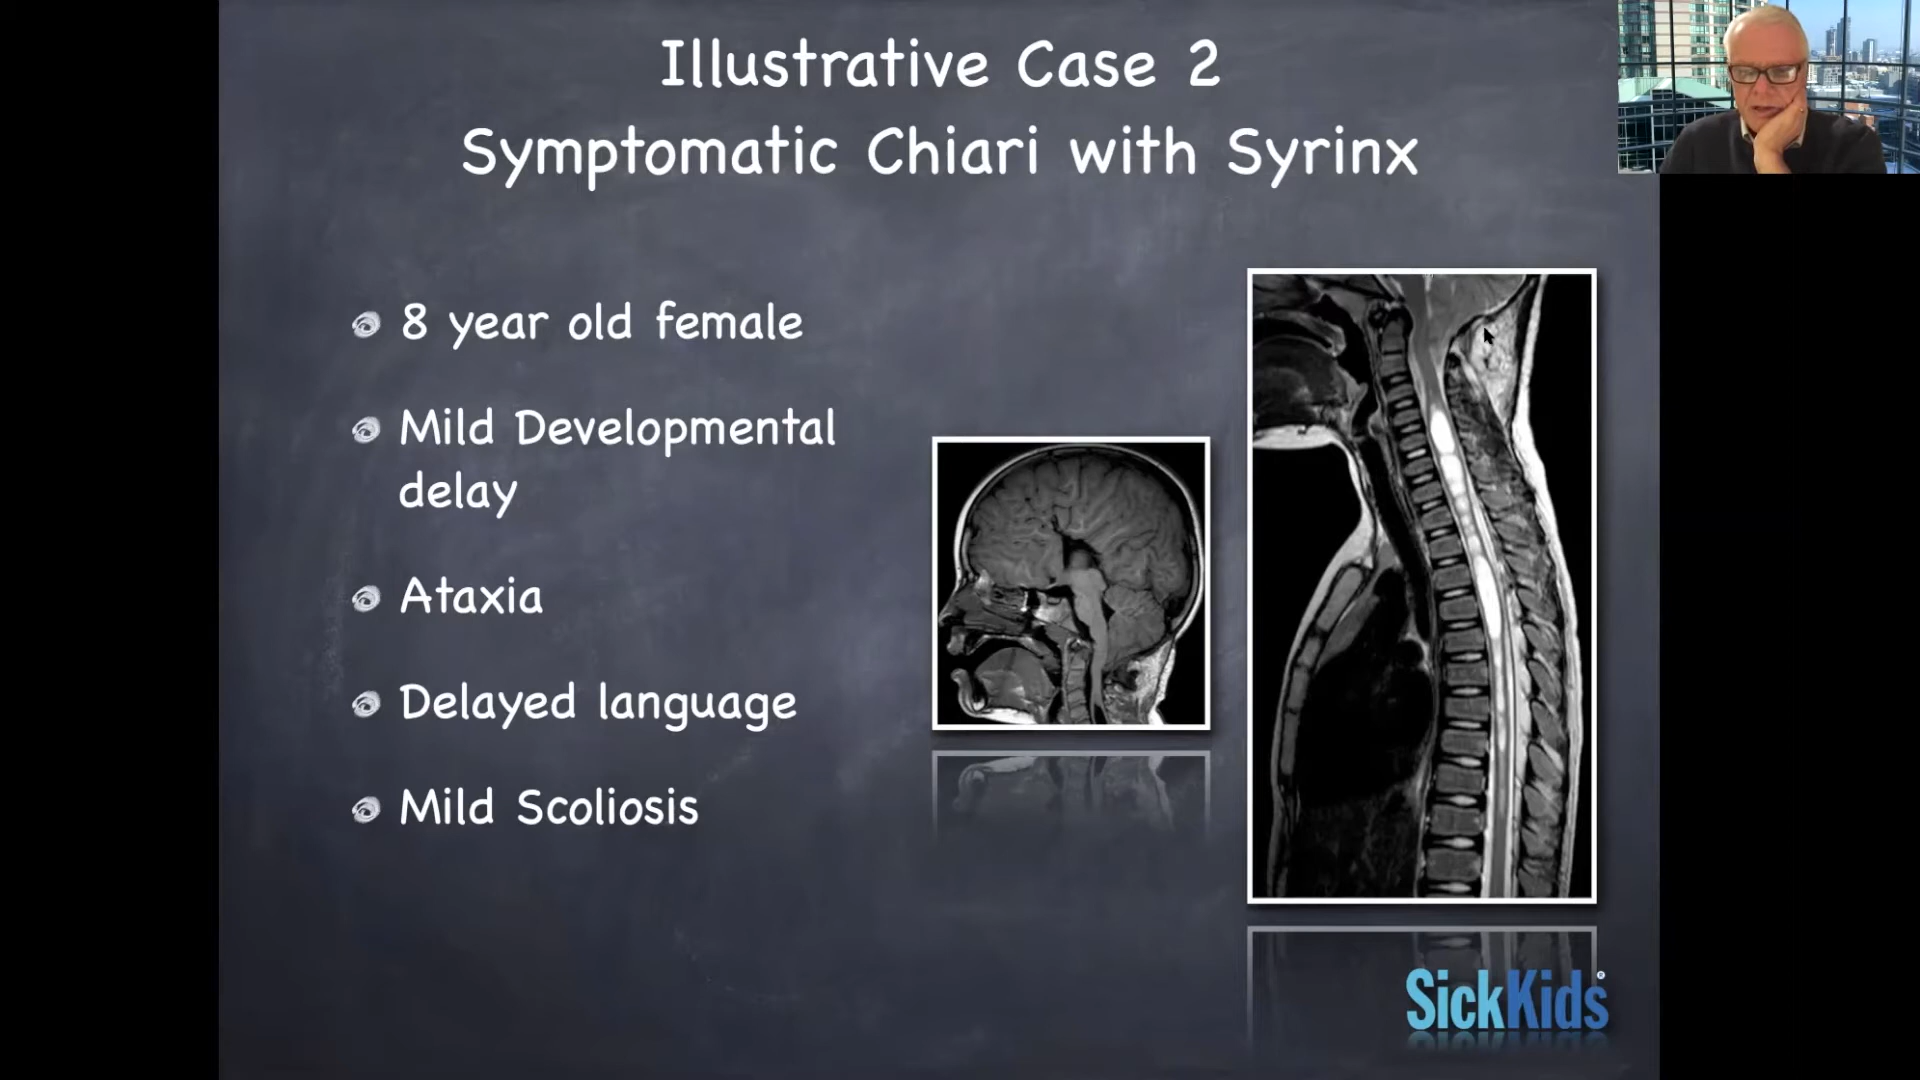 Illustrative Case 2
Symptomatic Chiari with Syrinx
8 year old female
Mild Developmental
delay
Ataxia
Delayed language
Mild Scoliosis
SickKids®